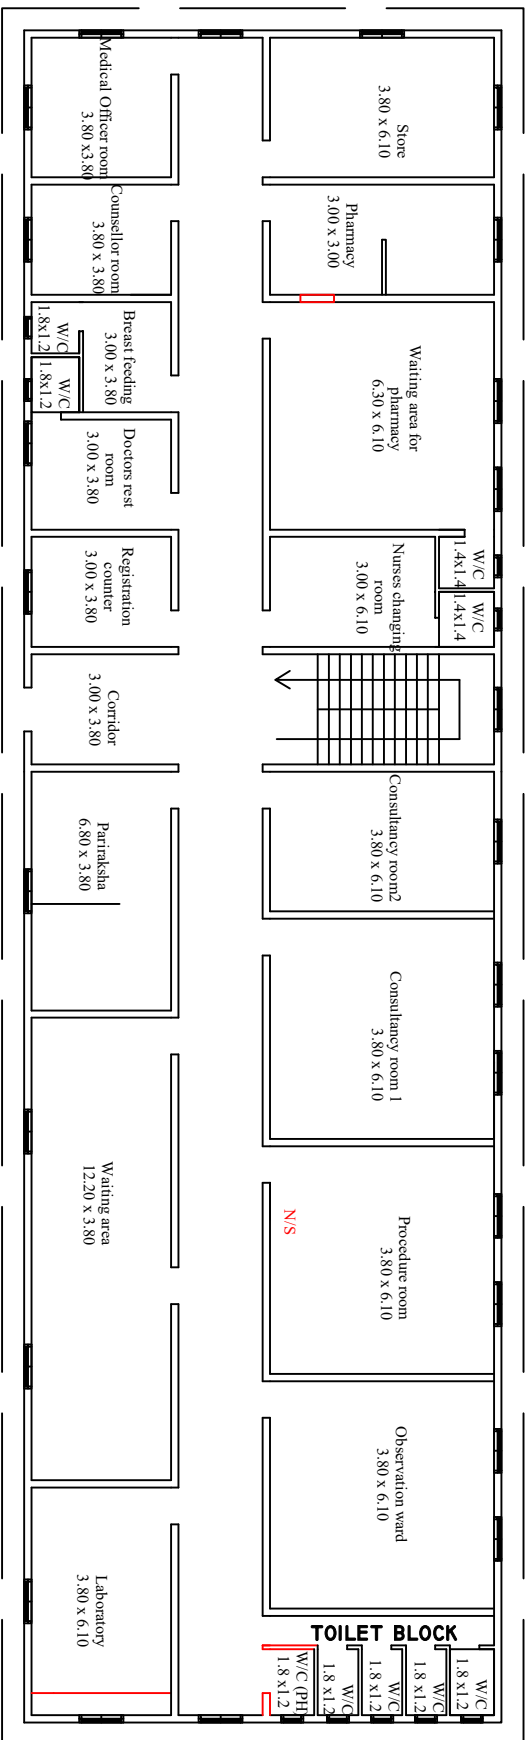 Store
3.80 x 6.10
Pharmacy
3.00 x 3.00
Waiting area for
pharmacy
6.30 x 6.10
Nurses changing
room
3.00 x 6.10
W/C
1.4x1.4
W/C
1.4x1.4
Consultancy room2
3.80 x 6.10
Consultancy room 1
3.80 x 6.10
Procedure room
3.80 x 6.10
N/S
Observation ward
3.80 x 6.10
TOILET BLOCK
W/C
1.8 x1.2
W/C
1.8 x1.2
W/C
1.8 x1.2
W/C
1.8 x1.2
W/C (PH)
1.8 x1.2
Medical Officer room
3.80 x3.80
Counsellor room
3.80 x 3.80
Breast feeding
3.00 x 3.80
W/C
1.8x1.2
W/C
1.8x1.2
Doctors rest
room
3.00 x 3.80
Registration
counter
3.00 x 3.80
Corridor
3.00 x 3.80
Pariraksha
6.80 x 3.80
Waiting area
12.20 x 3.80
Laboratory
3.80 x 6.10